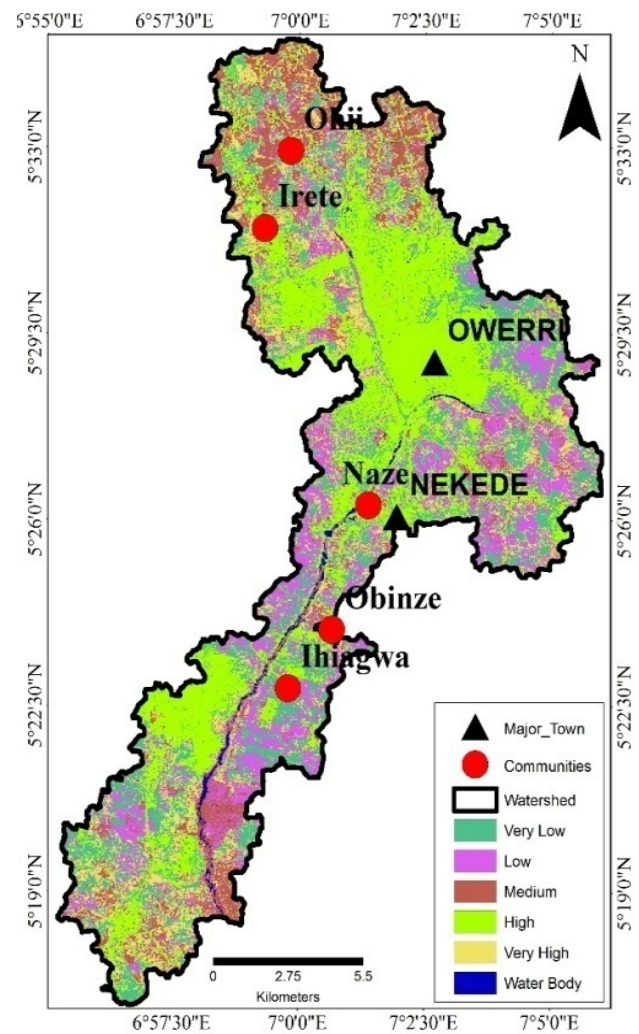 6°55'0"E 6°57'30"E 7°0'0"E 7°2'30"E 7°5'0"E
N
5°33'0"N 5°33'0"N
Irete
5°29'30"N 5°29'30"N
OWERRI
Naze
NEKEDE
5°26'0"N 5°26'0"N
Obinze
Ihiagwa
5°22'30"N 5°22'30"N
Major_Town
Communities
Watershed
Very Low
Low
Medium
High
Very High
Water Body
5°19'0"N 5°19'0"N
0 2.75 5.5
Kilometers
6°57'30"E 7°0'0"E 7°2'30"E 7°5'0"E